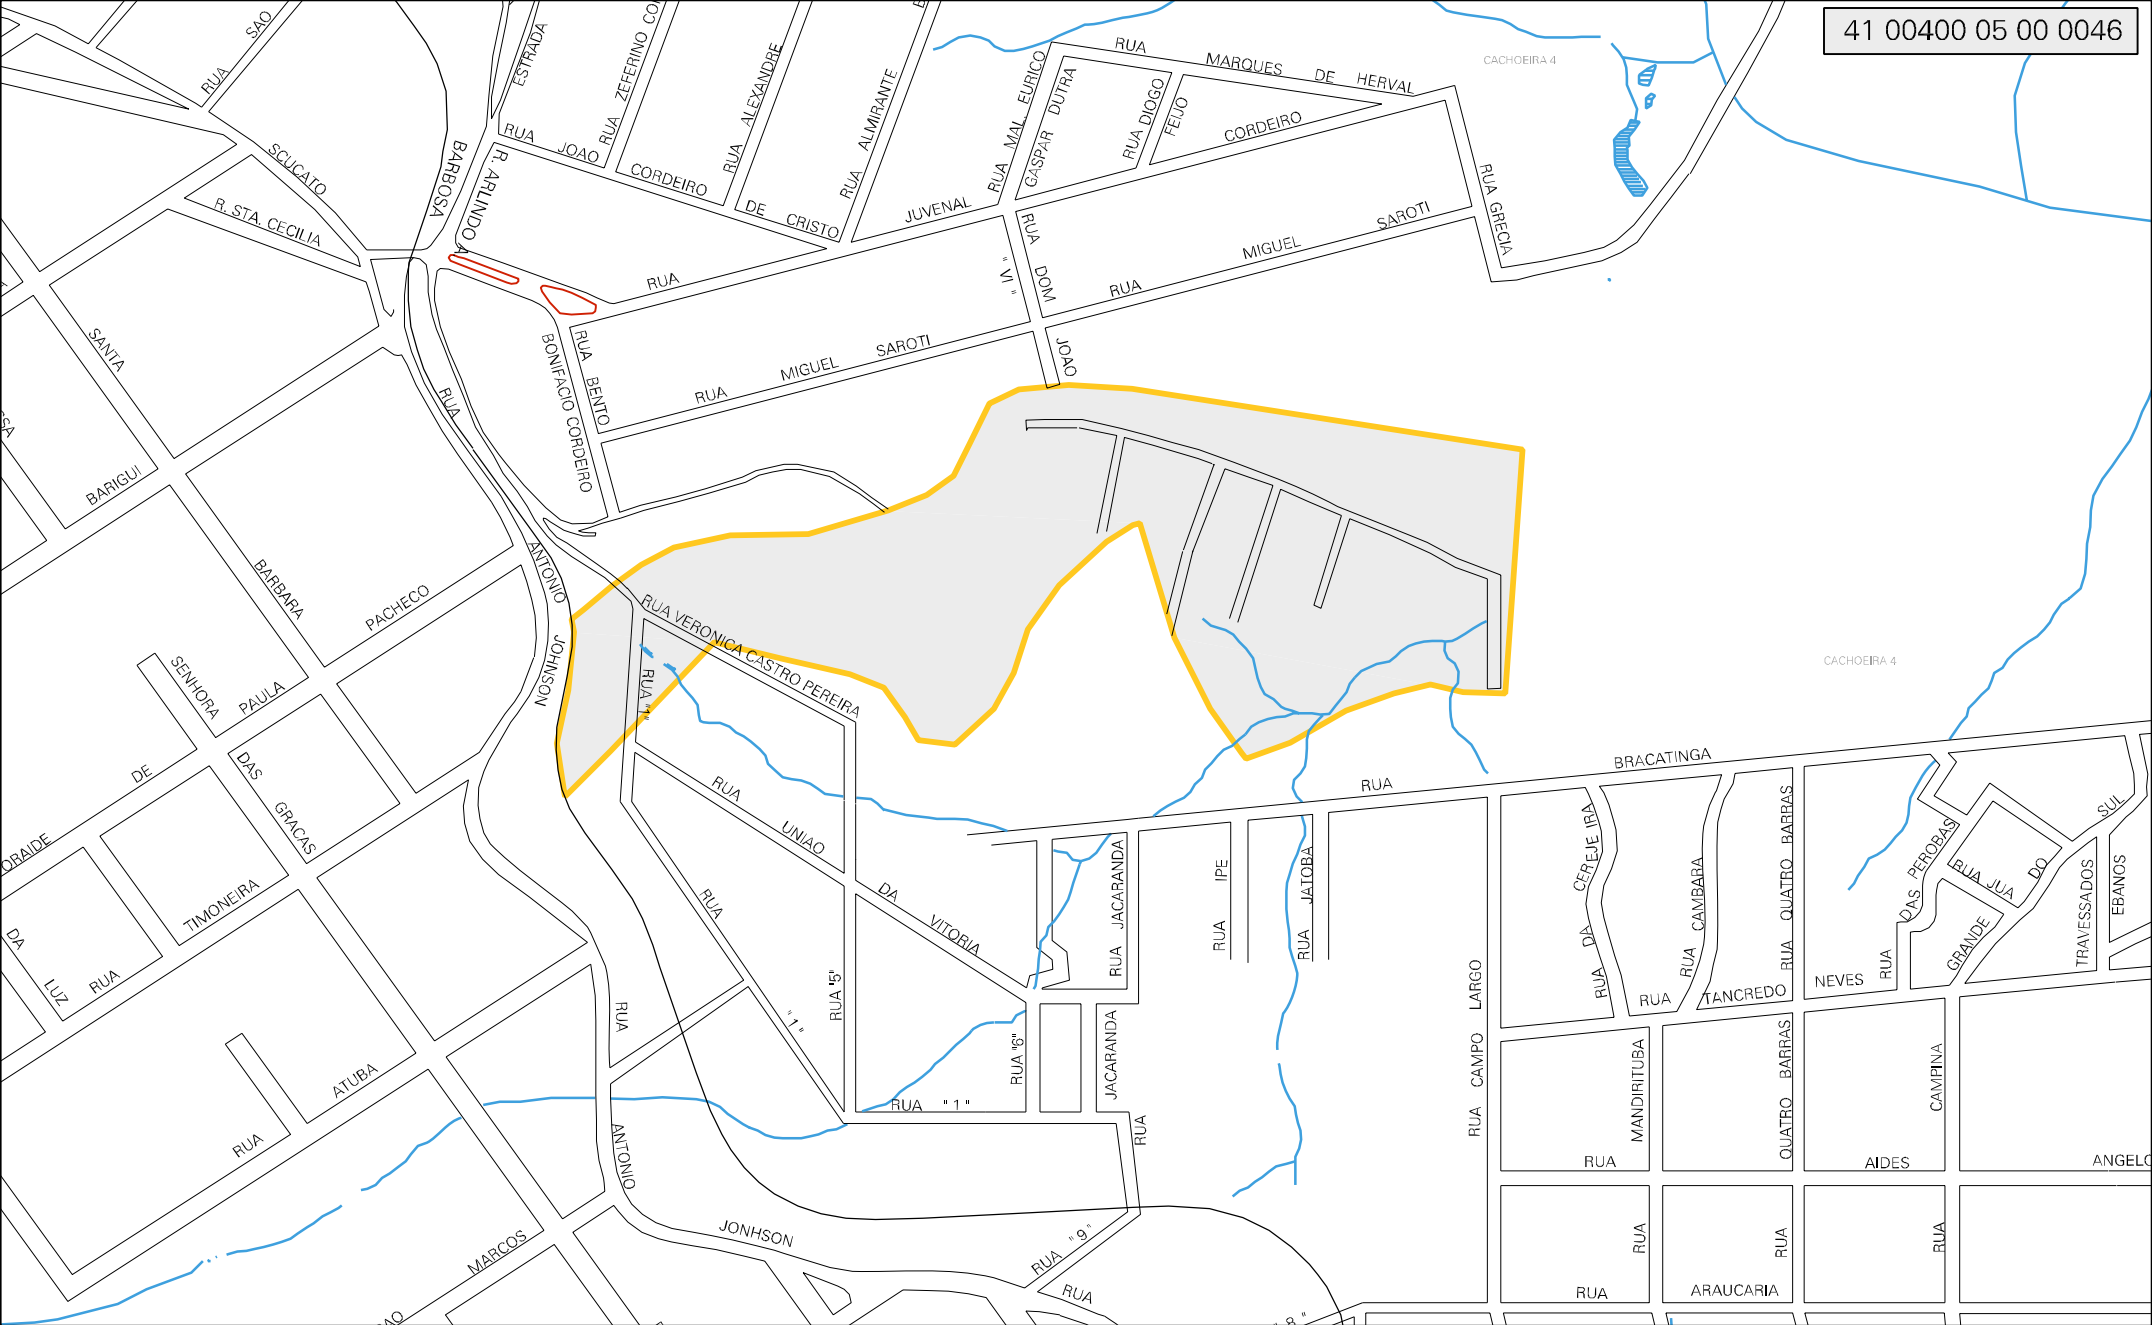 41 00400 05 00 0046
CACHOEIRA 4
RUA SAO
ESTRADA
RUA ZEFERINO
RUA ALEXANDRE
RUA ALMIRANTE
RUA MAL. EURICO
GASPAR DUTRA
RUA MARQUES DE HERVAL
RUA DIOGO
FEIJO
CORDEIRO
RUA GRECIA
SCUCATO
BARBOSA
R. ARLINDO A
RUA JOAO CORDEIRO DE CRISTO
R. STA. CECILIA
RUA JUVENAL
RUA DOM JOAO
" VI "
RUA MIGUEL SAROTI
RUA MIGUEL SAROTI
RUA BENTO
BONIFACIO CORDEIRO
SANTA
BARBARA
BARIGUI
RUA
ANTONIO
JOHNSON
PACHECO
PAULA
DE
ORAIDE
SENHORA
DAS
GRACAS
RUA VERONICA CASTRO PEREIRA
RUA "1"
CACHOEIRA 4
RUA BRACATINGA
RUA UNIAO DA VITORIA
RUA
" 1 "
RUA "5"
RUA TIMONEIRA
DA
LUZ
RUA ATUBA
RUA
ANTONIO
JONHSON
RUA
MARCOS
RUA "6"
RUA " 1 "
RUA JACARANDA
JACARANDA
RUA
RUA IPE
RUA JATOBA
RUA " 9 "
RUA CAMPO LARGO
RUA DA CEREJE IRA
RUA CAMBARA
RUA QUATRO BARRAS
RUA DAS PEROBAS
RUA JUA
GRANDE
DO
SUL
TRAVESSADOS
EBANOS
RUA TANCREDO NEVES
MANDIRITUBA
RUA
QUATRO BARRAS
RUA
CAMPINA
RUA
RUA AIDES
RUA ARAUCARIA